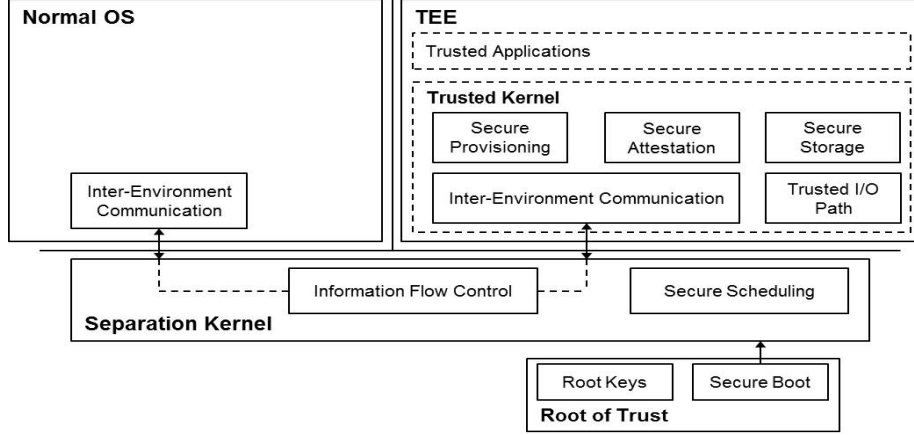 Normal OS
TEE
Trusted Applications
Trusted Kernel
Secure
Provisioning
Secure
Attestation
Secure
Storage
Inter-Environment
Communication
Inter-Environment Communication
Trusted I/O
Path
Information Flow Control
Secure Scheduling
Separation Kernel
Root Keys
Secure Boot
Root of Trust